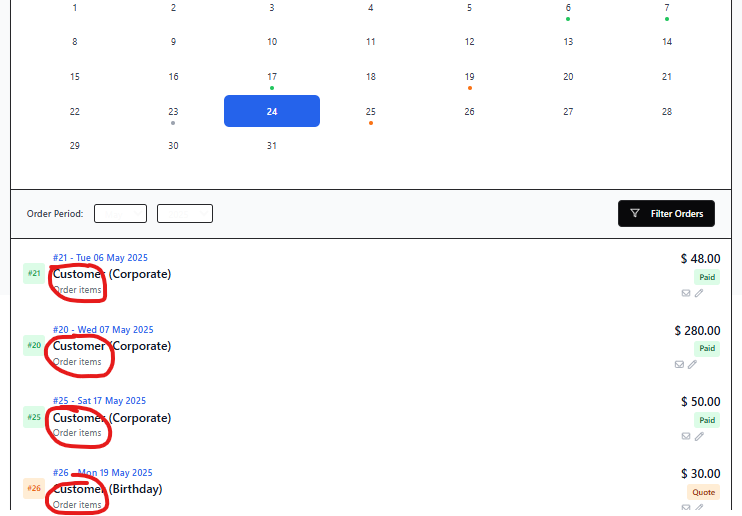 1 2 3 4 5 6 7
8 9 10 11 12 13 14
15 16 17 18 19 20 21
22 23 24 25 26 27 28
29 30 31
Order Period: Filter Orders
#21 - Tue 06 May 2025
$ 48.00
#21
Customer (Corporate)
Paid
Order items
#20 - Wed 07 May 2025
$ 280.00
#20
Customer (Corporate)
Paid
Order items
#25 - Sat 17 May 2025
$ 50.00
#25
Customer (Corporate)
Paid
Order items
#26 - Mon 19 May 2025
$ 30.00
#26
Customer (Birthday)
Quote
Order items